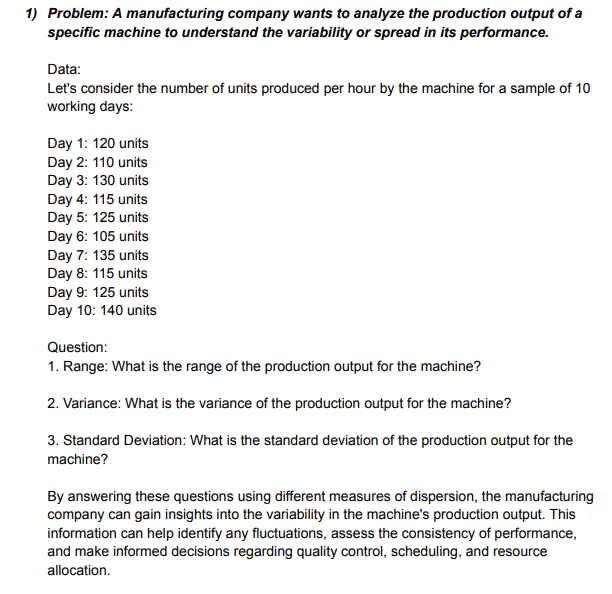 1) Problem: A manufacturing company wants to analyze the production output of a
specific machine to understand the variability or spread in its performance.
Data:
Let's consider the number of units produced per hour by the machine for a sample of 10
working days:
Day 1: 120 units
Day 2: 110 units
Day 3: 130 units
Day 4: 115 units
Day 5: 125 units
Day 6: 105 units
Day 7: 135 units
Day 8: 115 units
Day 9: 125 units
Day 10: 140 units
Question:
1. Range: What is the range of the production output for the machine?
2. Variance: What is the variance of the production output for the machine?
3. Standard Deviation: What is the standard deviation of the production output for the
machine?
By answering these questions using different measures of dispersion, the manufacturing
company can gain insights into the variability in the machine's production output. This
information can help identify any fluctuations, assess the consistency of performance,
and make informed decisions regarding quality control, scheduling, and resource
allocation.